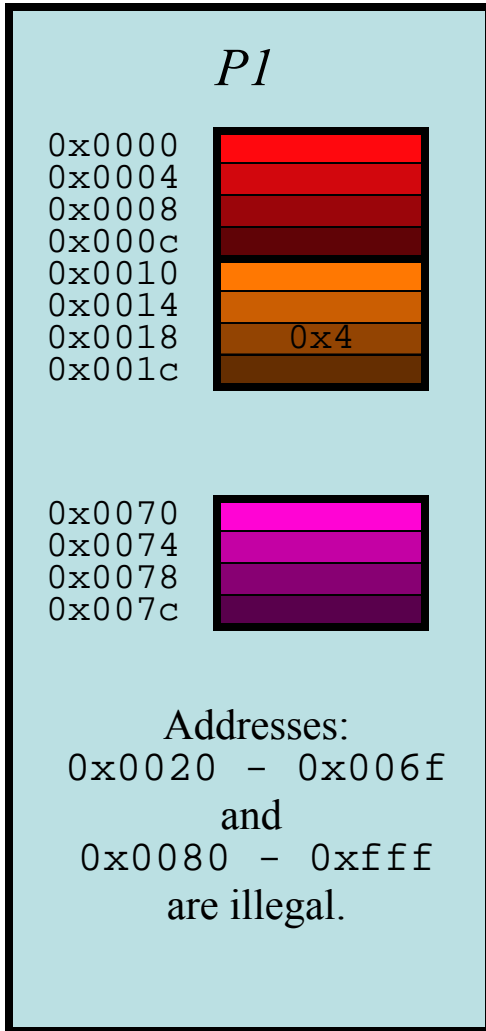 P1
0x0000
0x0004
0x0008
0x000c
0x0010
0x0014
0x0018 0x4
0x001c
0x0070
0x0074
0x0078
0x007c
Addresses:
0x0020 - 0x006f
and
0x0080 - 0xfff
are illegal.